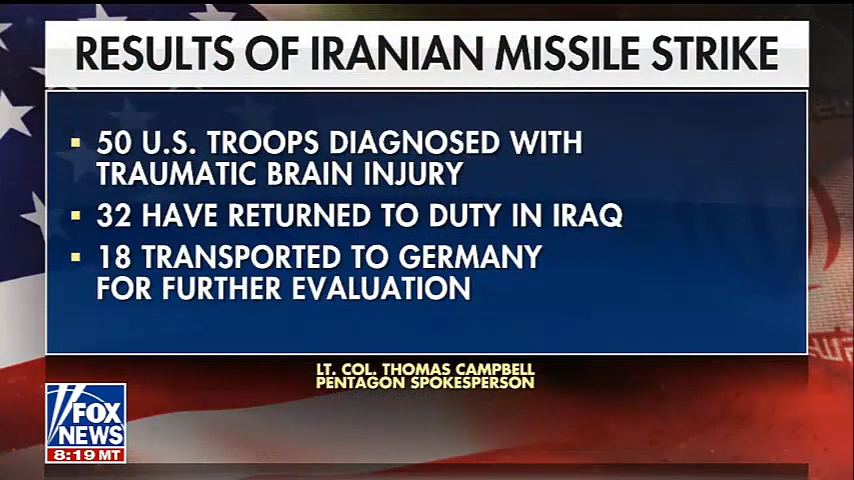 RESULTS OF IRANIAN MISSILE STRIKE
▪ 50 U.S. TROOPS DIAGNOSED WITH
TRAUMATIC BRAIN INJURY
▪ 32 HAVE RETURNED TO DUTY IN IRAQ
▪ 18 TRANSPORTED TO GERMANY
FOR FURTHER EVALUATION
LT. COL. THOMAS CAMPBELL
PENTAGON SPOKESPERSON
FOX
NEWS
8:19 MT